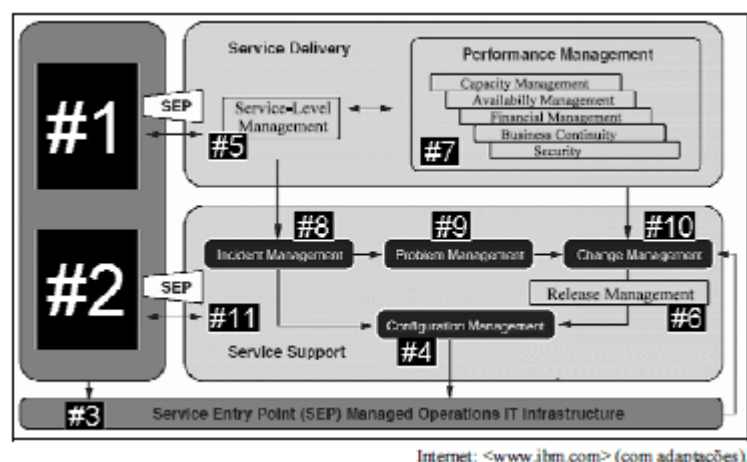 Service Delivery
Performance Management
#1
SEP
Service-Level
Management
Capacity Management
Availabilly Management
Financial Management
Business Continuity
Security
#5
#7
#8
#9
#10
Incident Management
Problem Management
Change Management
#2
SEP
#11
Release Management
#6
Configuration Management
#4
Service Support
#3
Service Entry Point (SEP) Managed Operations IT Infrastructure
Internet: <www.ibm.com> (com adaptações)